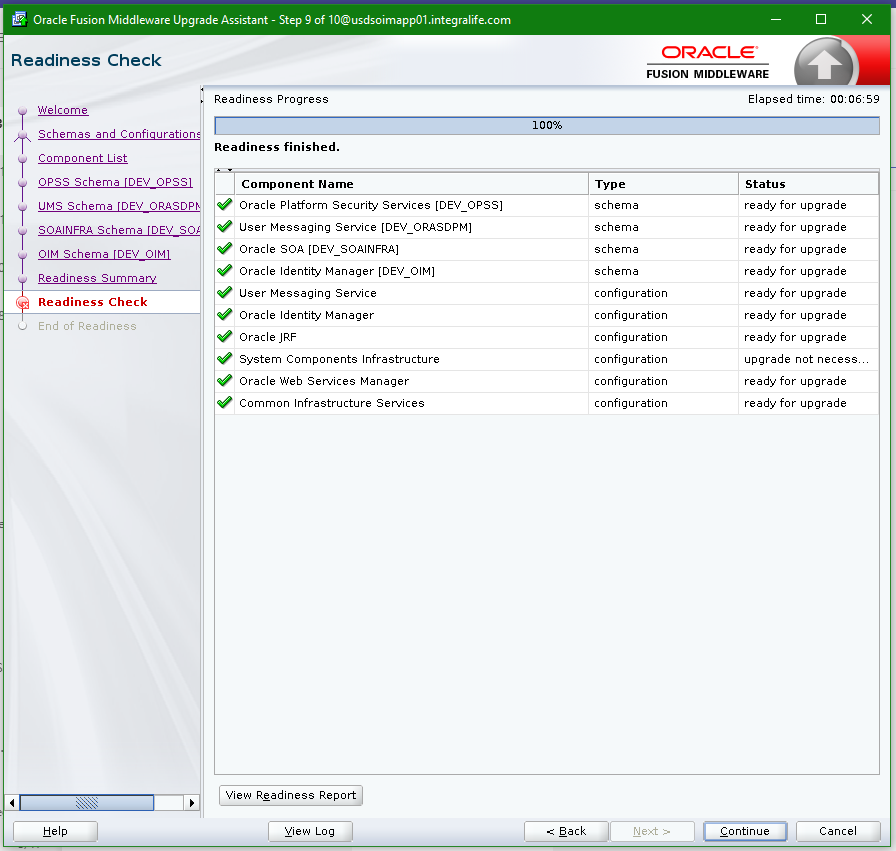 Oracle Fusion Middleware Upgrade Assistant - Step 9 of 10@usdsoimapp01.integralife.com
Readiness Check
ORACLE
FUSION MIDDLEWARE
Welcome
Schemas and Configurations
Component List
OPSS Schema [DEV_OPSS]
UMS Schema [DEV_ORASDPM
SOAINFRA Schema [DEV_SOA
OIM Schema [DEV_OIM]
Readiness Summary
Readiness Check
End of Readiness
Readiness Progress Elapsed time: 00:06:59
100%
Readiness finished.
Component Name Type Status
Oracle Platform Security Services [DEV_OPSS] schema ready for upgrade
User Messaging Service [DEV_ORASDPM] schema ready for upgrade
Oracle SOA [DEV_SOAINFRA] schema ready for upgrade
Oracle Identity Manager [DEV_OIM] schema ready for upgrade
User Messaging Service configuration ready for upgrade
Oracle Identity Manager configuration ready for upgrade
Oracle JRF configuration ready for upgrade
System Components Infrastructure configuration upgrade not necess...
Oracle Web Services Manager configuration ready for upgrade
Common Infrastructure Services configuration ready for upgrade
View Readiness Report
Help View Log < Back Next > Continue Cancel